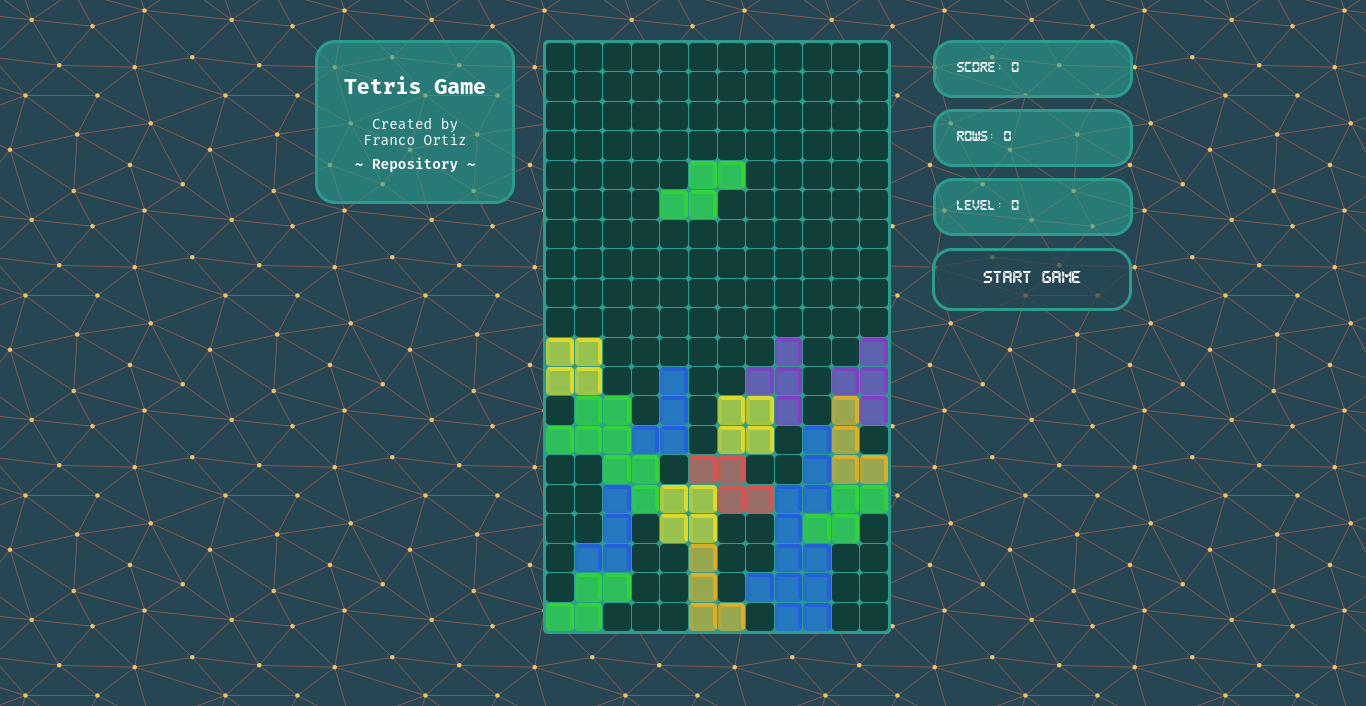 Tetris Game
Created by
Franco Ortiz
~ Repository ~
SCORE: 0
ROWS: 0
LEVEL: 0
START GAME